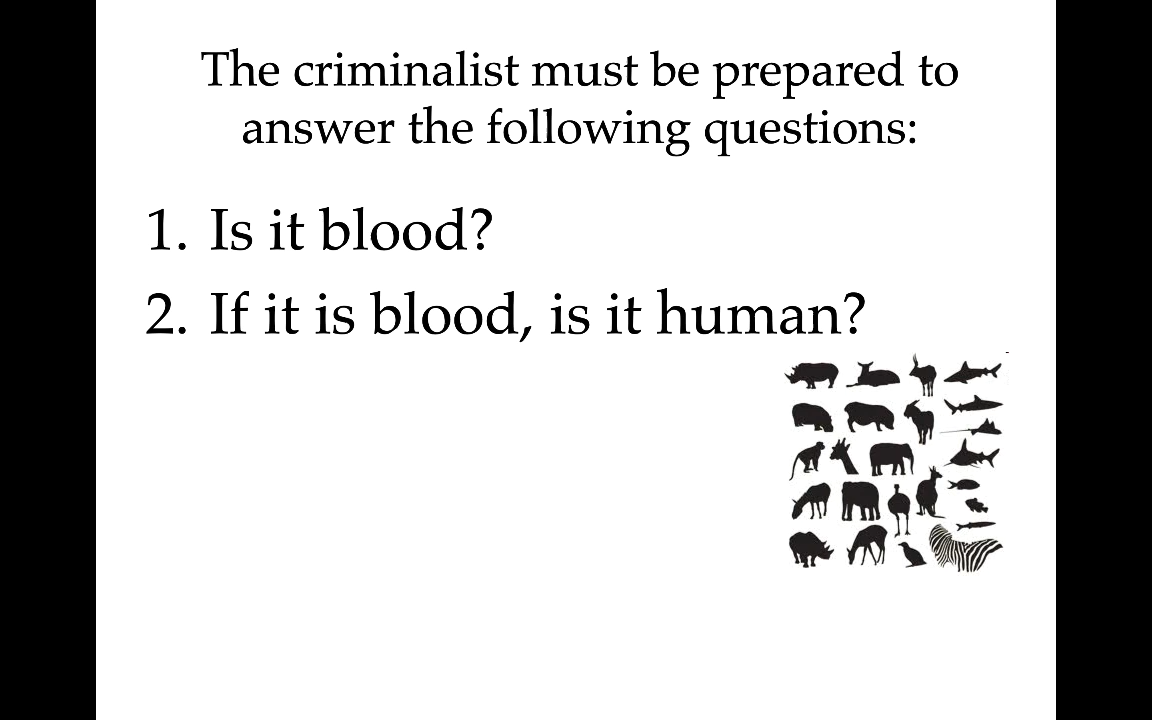 The criminalist must be prepared to
answer the following questions:
1. Is it blood?
2. If it is blood, is it human?